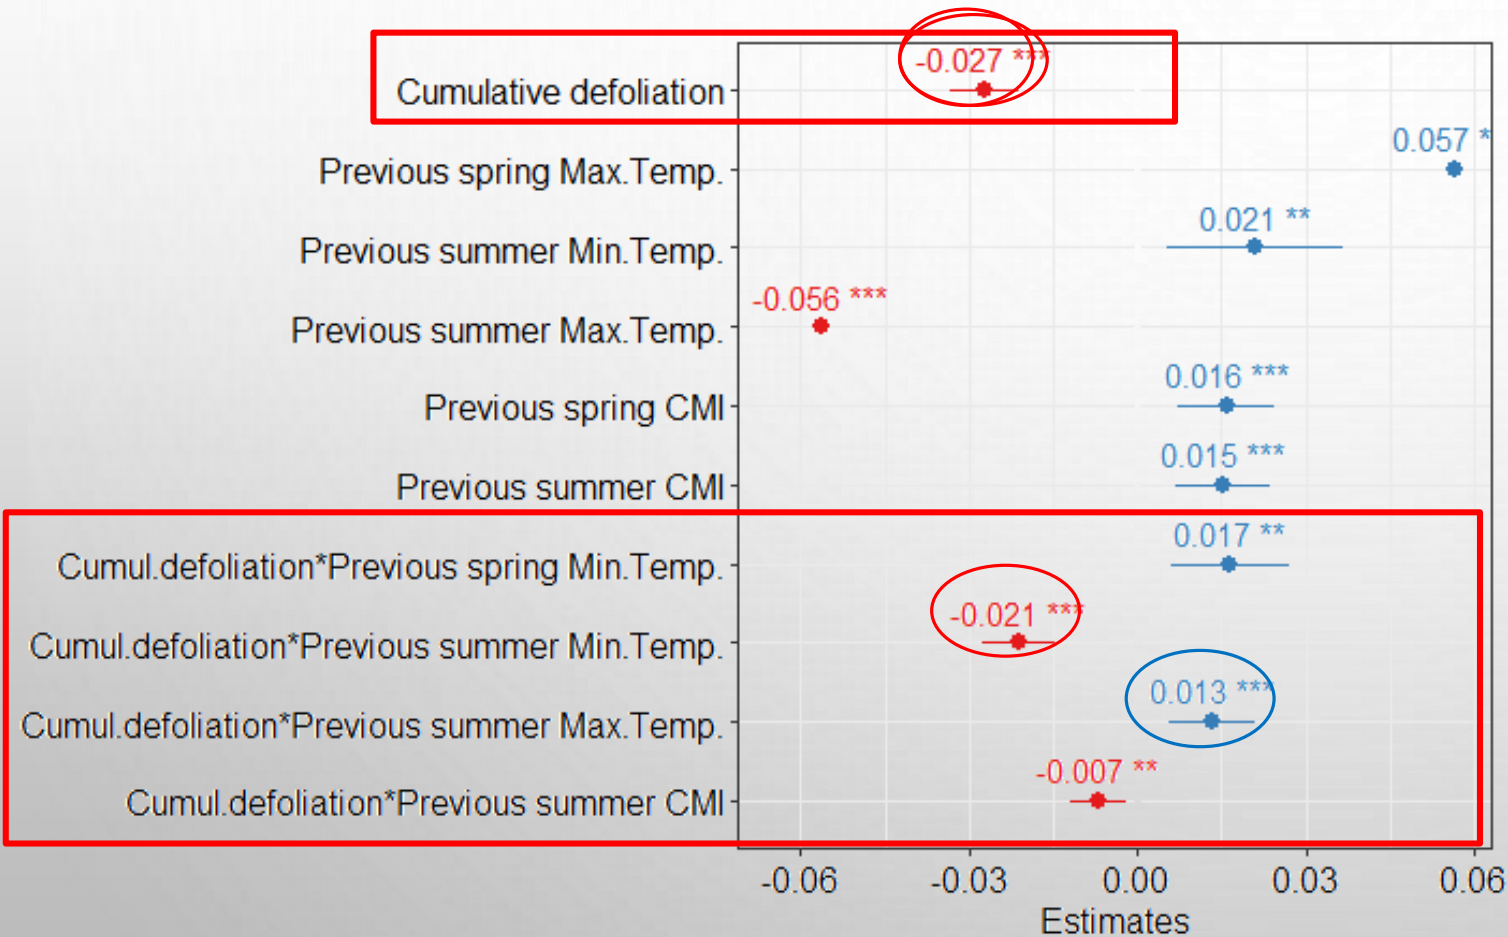 -0.027 ***
Cumulative defoliation
0.057 *
Previous spring Max.Temp.
0.021 **
Previous summer Min.Temp.
-0.056 ***
Previous summer Max.Temp.
0.016 ***
Previous spring CMI
0.015 ***
Previous summer CMI
0.017 **
Cumul.defoliation*Previous spring Min.Temp.
-0.021 ***
Cumul.defoliation*Previous summer Min.Temp.
0.013 ***
Cumul.defoliation*Previous summer Max.Temp.
-0.007 **
Cumul.defoliation*Previous summer CMI
-0.06 -0.03 0.00 0.03 0.06
Estimates